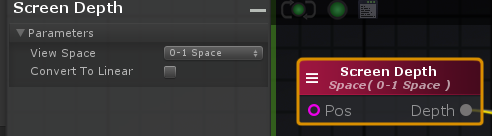 Screen Depth
Parameters
View Space 0-1 Space
Convert To Linear
Screen Depth
Space( 0-1 Space )
Pos Depth